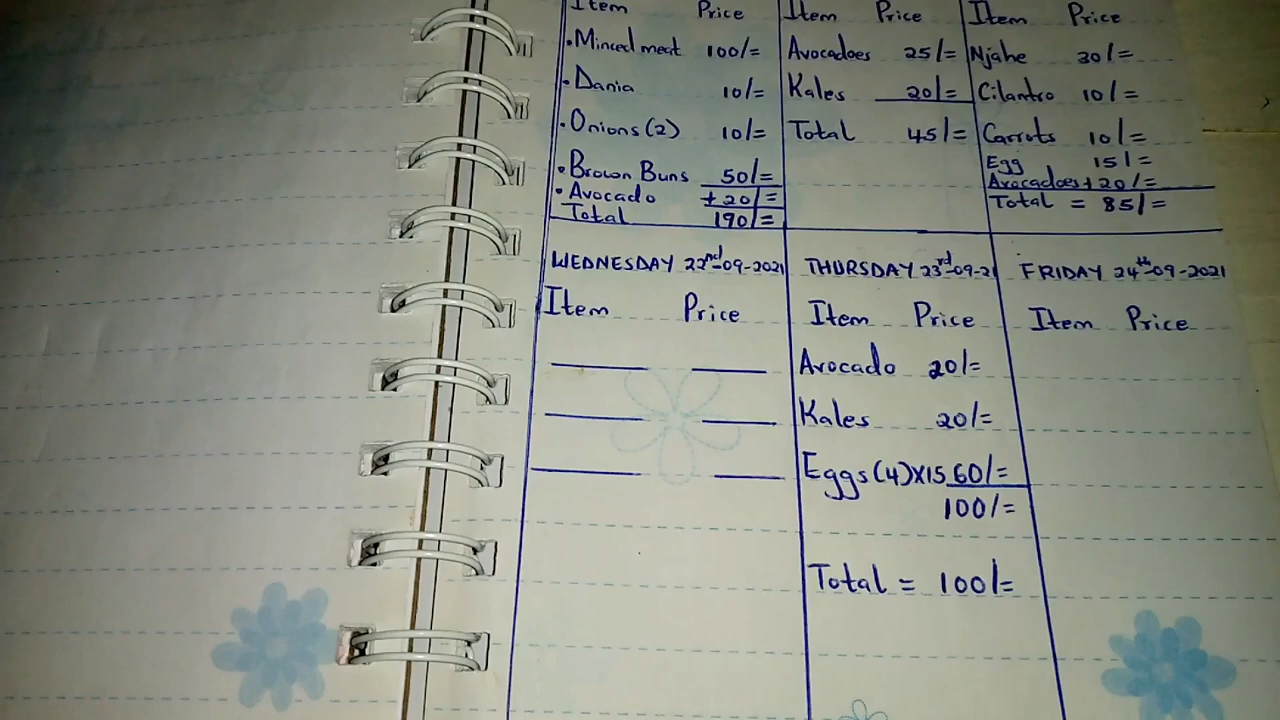 Item Price
.Minced meat 100/=
.Dania 10/=
.Onions(2) 10/=
.Brown Buns 50/=
.Avocado +20/=
Total 190/=
Item Price
Avocadoes 25/=
Kales 20/=
Total 45/=
Item Price
Njahe 30/=
Cilantro 10/=
Carrots 10/=
Egg 15/=
Avocadoes+20/=
Total = 85/=
WEDNESDAY 22nd-09-2021
Item Price
THURSDAY 23rd-09-21
Item Price
Avocado 20/=
Kales 20/=
Eggs(4)X15 60/=
100/=
Total = 100/=
FRIDAY 24th-09-2021
Item Price